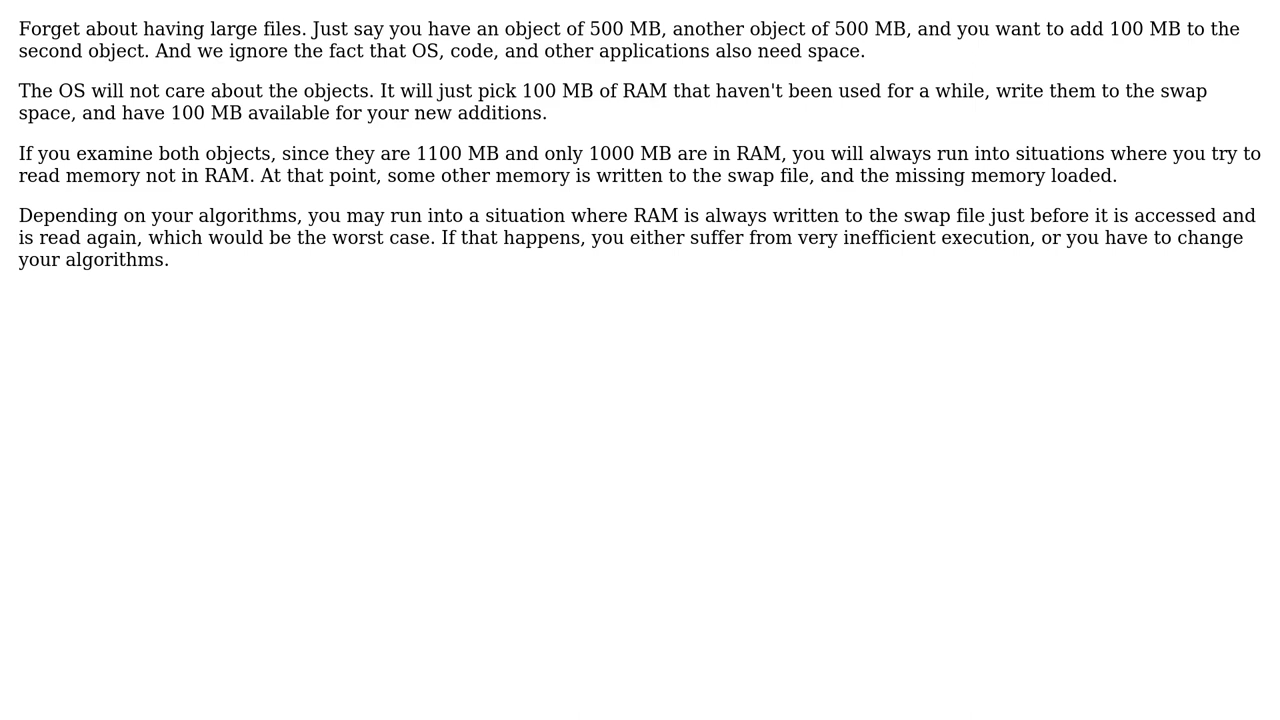 Forget about having large files. Just say you have an object of 500 MB, another object of 500 MB, and you want to add 100 MB to the
second object. And we ignore the fact that OS, code, and other applications also need space.
The OS will not care about the objects. It will just pick 100 MB of RAM that haven't been used for a while, write them to the swap
space, and have 100 MB available for your new additions.
If you examine both objects, since they are 1100 MB and only 1000 MB are in RAM, you will always run into situations where you try to
read memory not in RAM. At that point, some other memory is written to the swap file, and the missing memory loaded.
Depending on your algorithms, you may run into a situation where RAM is always written to the swap file just before it is accessed and
is read again, which would be the worst case. If that happens, you either suffer from very inefficient execution, or you have to change
your algorithms.